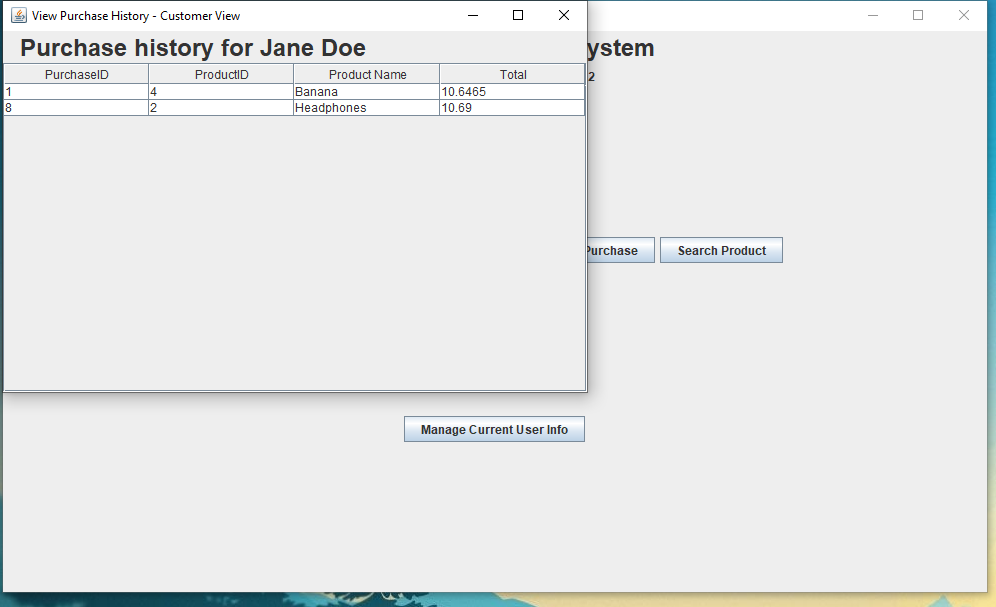 View Purchase History - Customer View
Purchase history for Jane Doe
ystem
2
PurchaseID ProductID Product Name Total
1 4 Banana 10.6465
8 2 Headphones 10.69
Purchase Search Product
Manage Current User Info